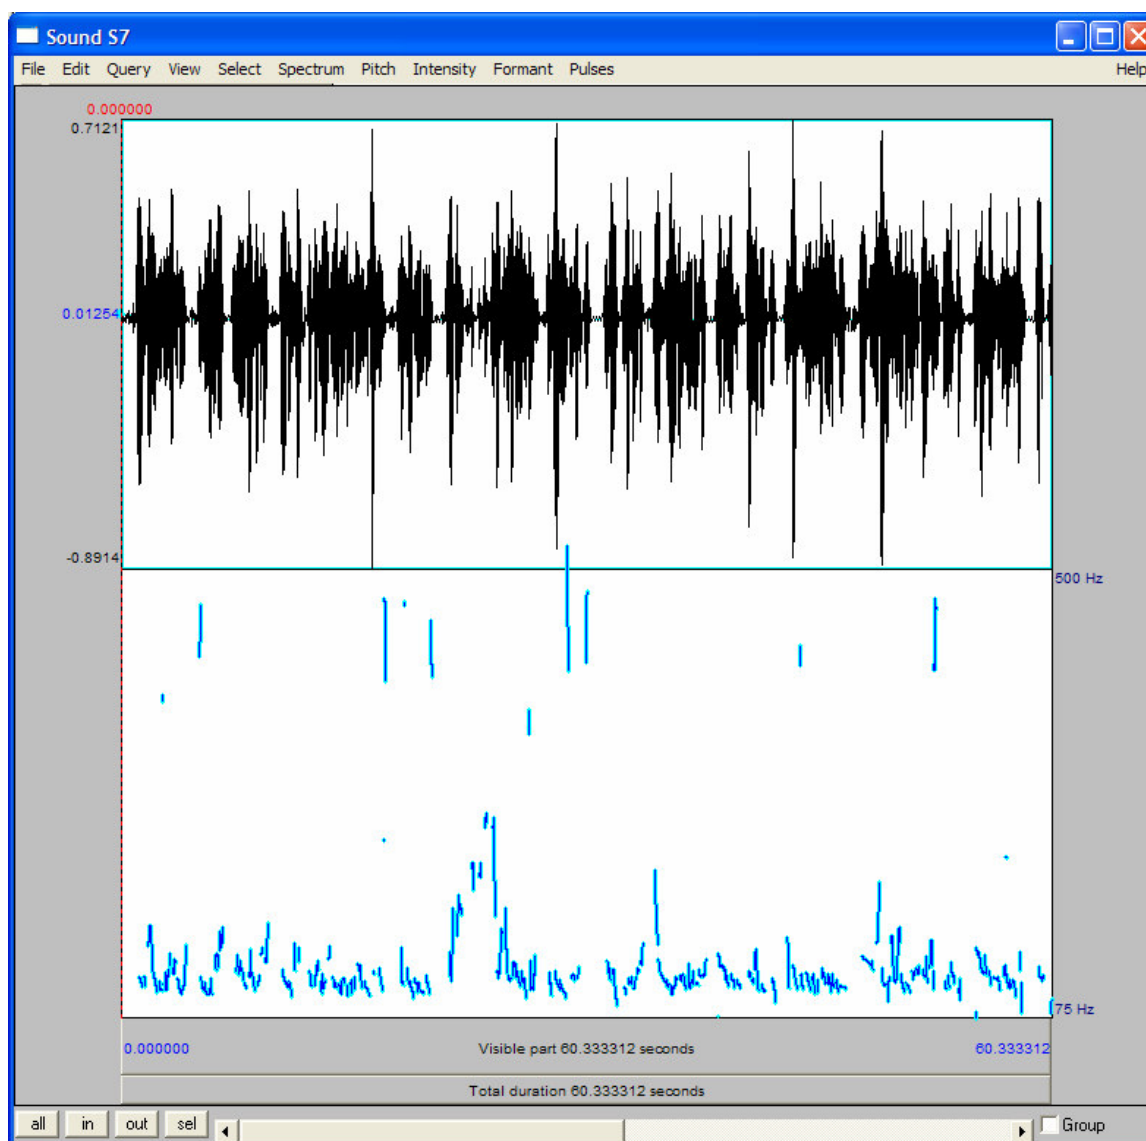 Sound S7
File Edit Query View Select Spectrum Pitch Intensity Formant Pulses Help
0.000000
0.7121
0.01254
-0.8914
500 Hz
75 Hz
0.000000 Visible part 60.333312 seconds 60.333312
Total duration 60.333312 seconds
all in out sel Group